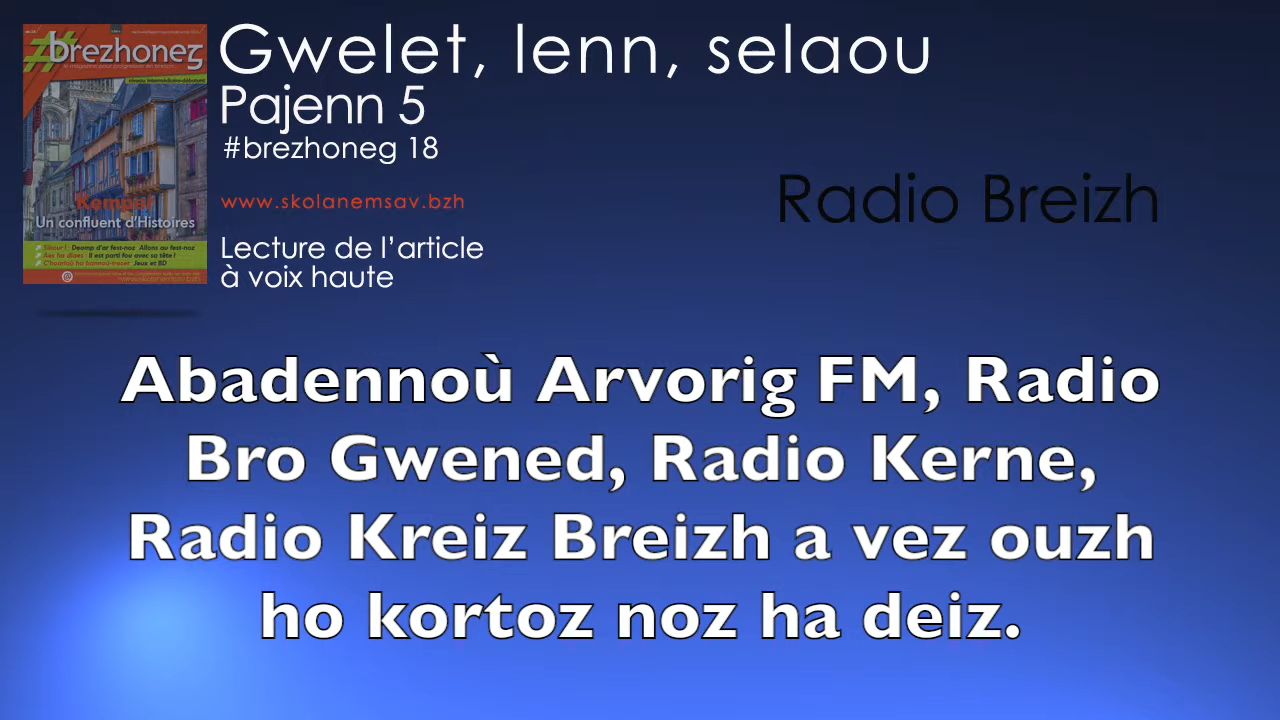 #brezhoneg
Kemper
Un confluent d'Histoires
Gwelet, lenn, selaou
Pajenn 5
#brezhoneg 18
www.skolanemsav.bzh
Lecture de l’article
à voix haute
Radio Breizh
Abadennoù Arvorig FM, Radio
Bro Gwened, Radio Kerne,
Radio Kreiz Breizh a vez ouzh
ho kortoz noz ha deiz.